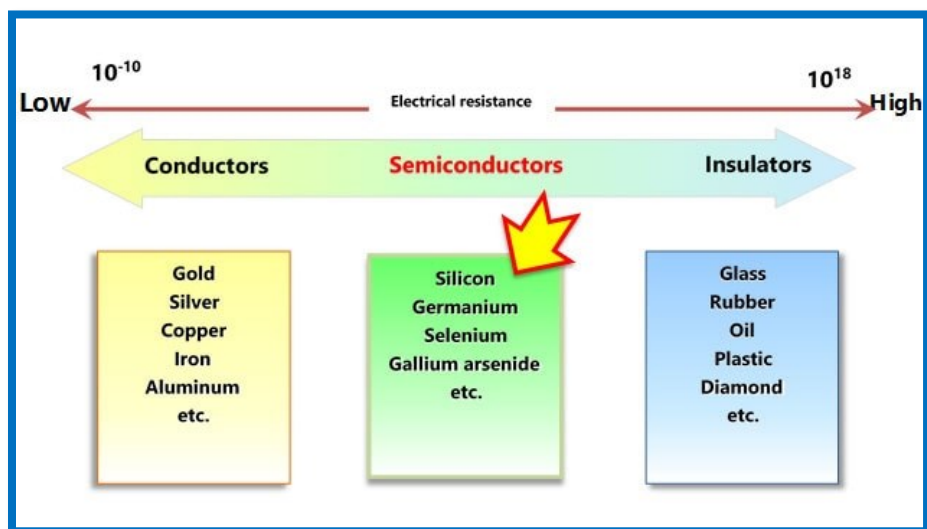 10⁻¹⁰
10¹⁸
Low
Electrical resistance
High
Conductors
Semiconductors
Insulators
Gold
Silver
Copper
Iron
Aluminum
etc.
Silicon
Germanium
Selenium
Gallium arsenide
etc.
Glass
Rubber
Oil
Plastic
Diamond
etc.